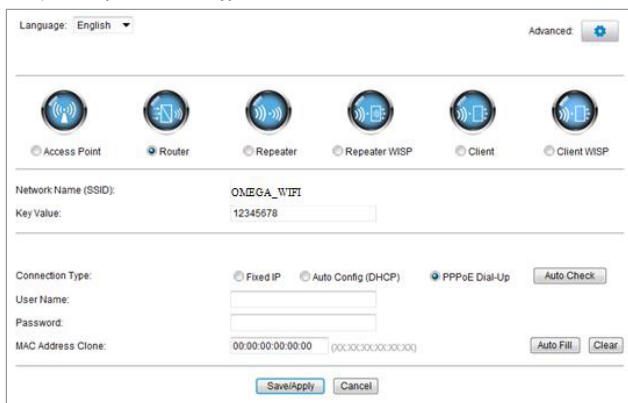 Language: English
Advanced:
Access Point Router Repeater Repeater WISP Client Client WISP
Network Name (SSID): OMEGA_WIFI
Key Value: 12345678
Connection Type: Fixed IP Auto Config (DHCP) PPPoE Dial-Up Auto Check
User Name:
Password:
MAC Address Clone: 00:00:00:00:00:00 (XX:XX:XX:XX:XX:XX) Auto Fill Clear
Save/Apply Cancel